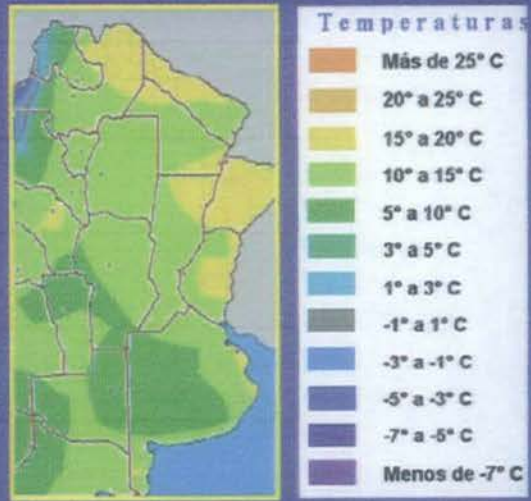 Temperaturas
Más de 25° C
20° a 25° C
15° a 20° C
10° a 15° C
5° a 10° C
3° a 5° C
1° a 3° C
-1° a 1° C
-3° a -1° C
-5° a -3° C
-7° a -5° C
Menos de -7° C